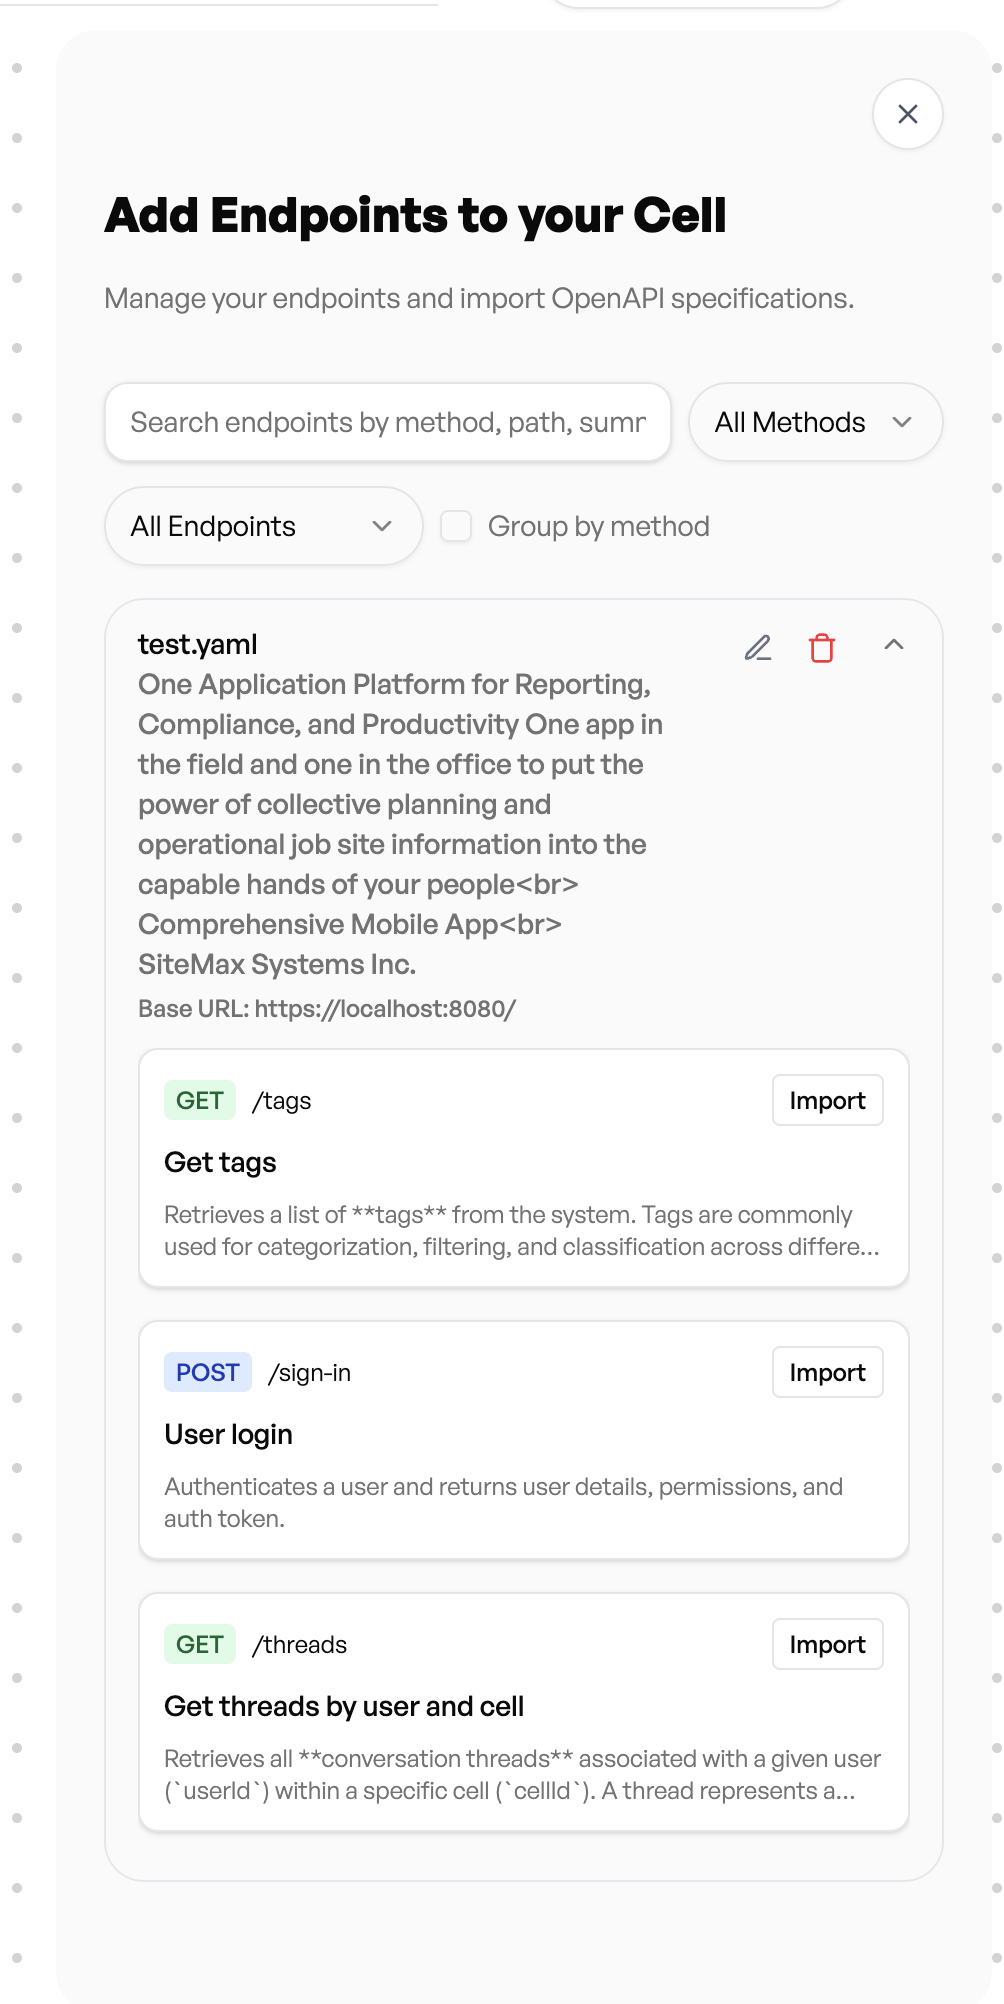 Add Endpoints to your Cell
Manage your endpoints and import OpenAPI specifications.
Search endpoints by method, path, sumr
All Methods
All Endpoints
Group by method
test.yaml
One Application Platform for Reporting,
Compliance, and Productivity One app in
the field and one in the office to put the
power of collective planning and
operational job site information into the
capable hands of your people<br>
Comprehensive Mobile App<br>
SiteMax Systems Inc.
Base URL: https://localhost:8080/
GET /tags
Import
Get tags
Retrieves a list of **tags** from the system. Tags are commonly
used for categorization, filtering, and classification across differe...
POST /sign-in
Import
User login
Authenticates a user and returns user details, permissions, and
auth token.
GET /threads
Import
Get threads by user and cell
Retrieves all **conversation threads** associated with a given user
(`userId`) within a specific cell (`cellId`). A thread represents a...